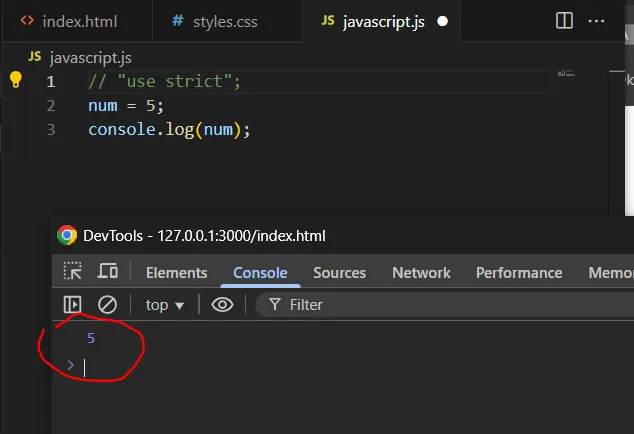 index.html # styles.css JS javascript.js ...
JS javascript.js
1 // "use strict";
2 num = 5;
3 console.log(num);
DevTools - 127.0.0.1:3000/index.html
Elements Console Sources Network Performance Memo
top ▼ Filter
5
>